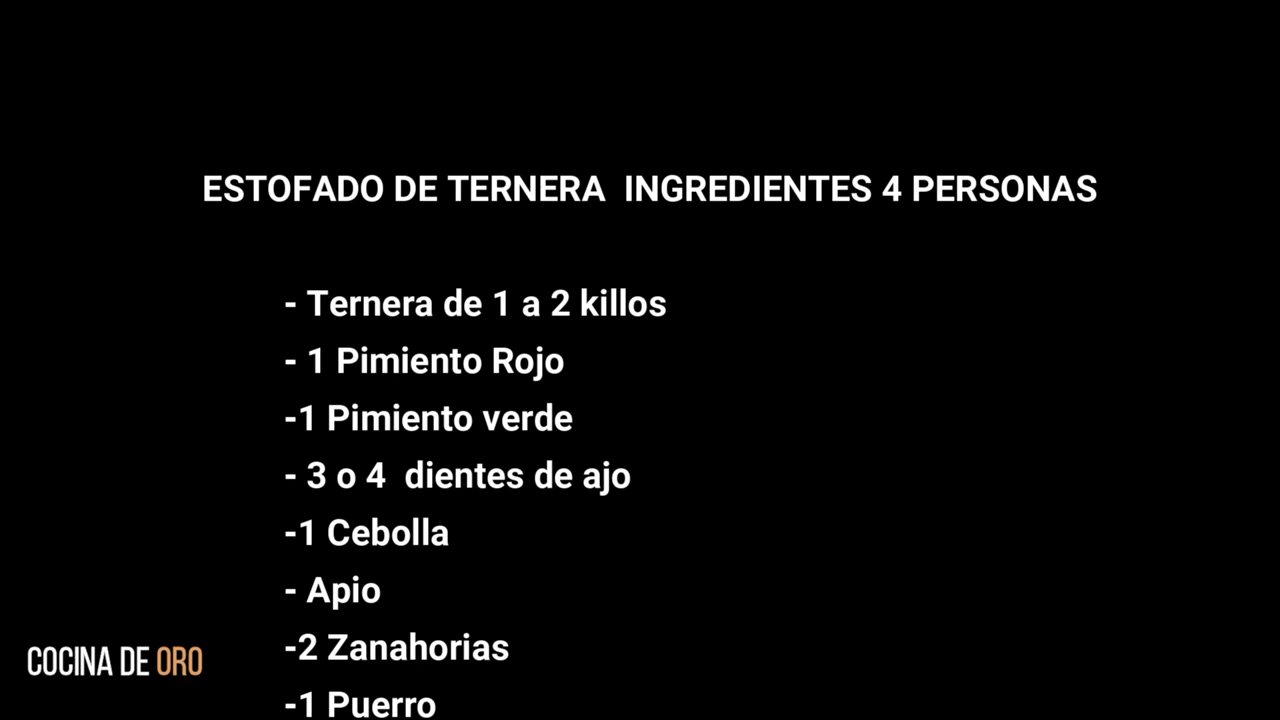 ESTOFADO DE TERNERA  INGREDIENTES 4 PERSONAS
- Ternera de 1 a 2 killos
- 1 Pimiento Rojo
-1 Pimiento verde
- 3 o 4  dientes de ajo
-1 Cebolla
- Apio
-2 Zanahorias
COCINA DE ORO
-1 Puerro